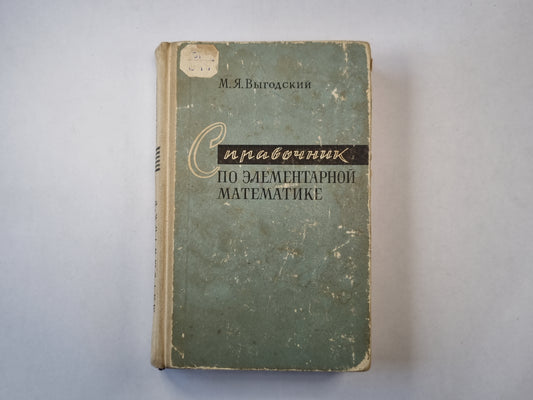 М. Я. Выгодский
Справочник
ПО ЭЛЕМЕНТАРНОЙ
МАТЕМАТИКЕ